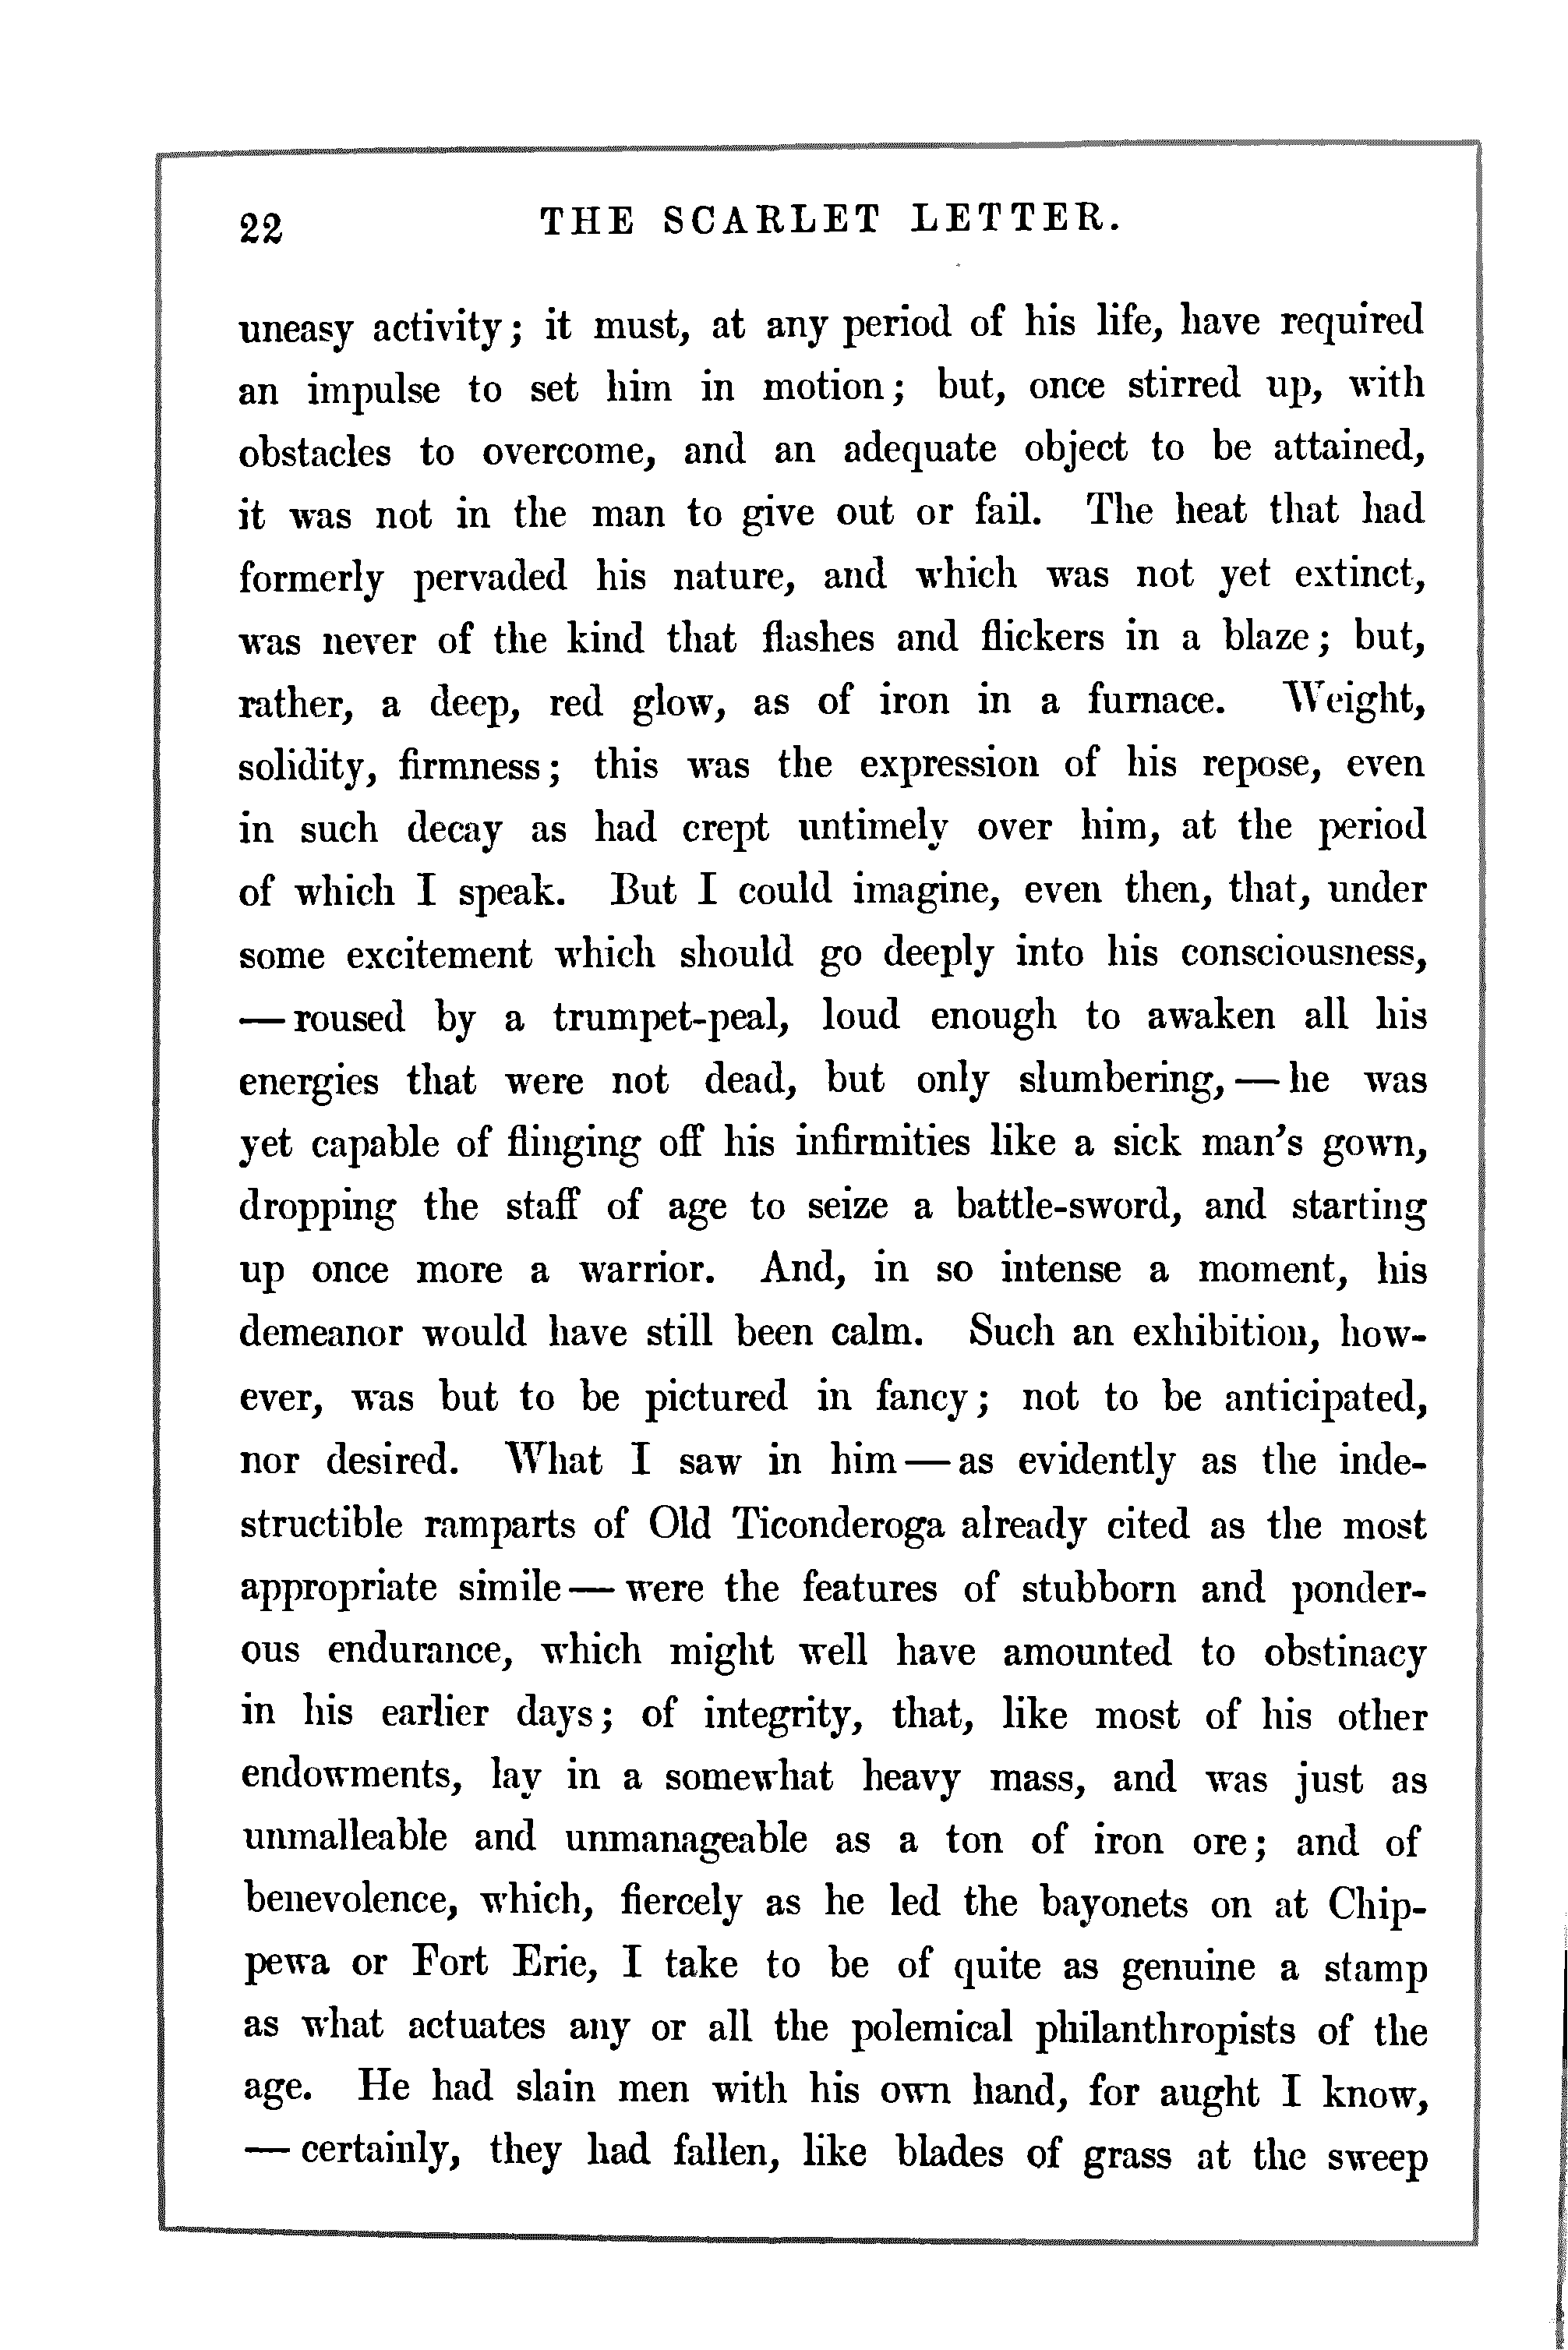 22 THE SCARLET LETTER.
uneasy activity; it must, at any period of his life, have required
an impulse to set him in motion; but, once stirred up, with
obstacles to overcome, and an adequate object to be attained,
it was not in the man to give out or fail. The heat that had
formerly pervaded his nature, and which was not yet extinct,
was never of the kind that flashes and flickers in a blaze; but,
rather, a deep, red glow, as of iron in a furnace. Weight,
solidity, firmness; this was the expression of his repose, even
in such decay as had crept untimely over him, at the period
of which I speak. But I could imagine, even then, that, under
some excitement which should go deeply into his consciousness,
— roused by a trumpet-peal, loud enough to awaken all his
energies that were not dead, but only slumbering, — he was
yet capable of flinging off his infirmities like a sick man's gown,
dropping the staff of age to seize a battle-sword, and starting
up once more a warrior. And, in so intense a moment, his
demeanor would have still been calm. Such an exhibition, how-
ever, was but to be pictured in fancy; not to be anticipated,
nor desired. What I saw in him — as evidently as the inde-
structible ramparts of Old Ticonderoga already cited as the most
appropriate simile — were the features of stubborn and ponder-
ous endurance, which might well have amounted to obstinacy
in his earlier days; of integrity, that, like most of his other
endowments, lay in a somewhat heavy mass, and was just as
unmalleable and unmanageable as a ton of iron ore; and of
benevolence, which, fiercely as he led the bayonets on at Chip-
pewa or Fort Erie, I take to be of quite as genuine a stamp
as what actuates any or all the polemical philanthropists of the
age. He had slain men with his own hand, for aught I know,
— certainly, they had fallen, like blades of grass at the sweep